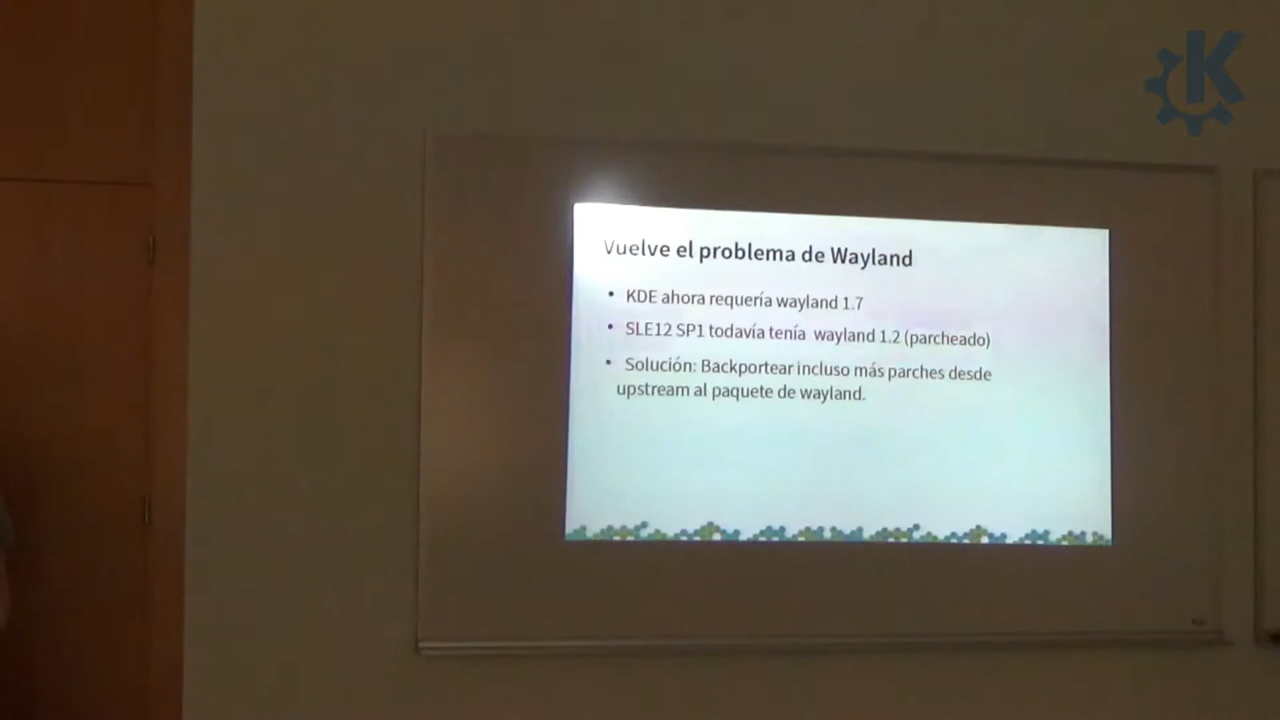 Vuelve el problema de Wayland
• KDE ahora requería wayland 1.7
• SLE12 SP1 todavía tenía wayland 1.2 (parcheado)
• Solución: Backportear incluso más parches desde
upstream al paquete de wayland.